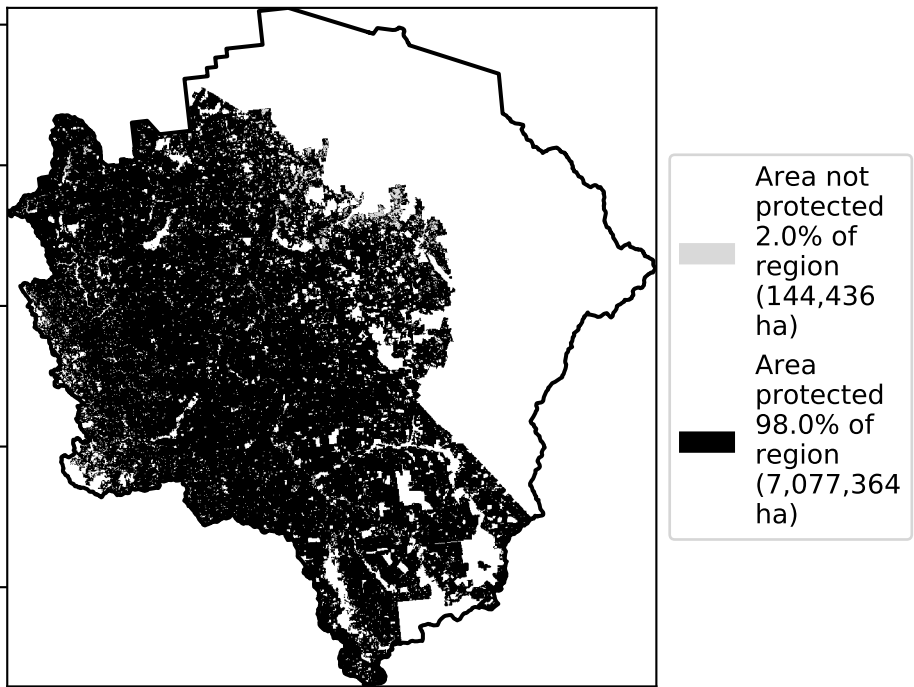 Area not
protected
2.0% of
region
(144,436
ha)
Area
protected
98.0% of
region
(7,077,364
ha)